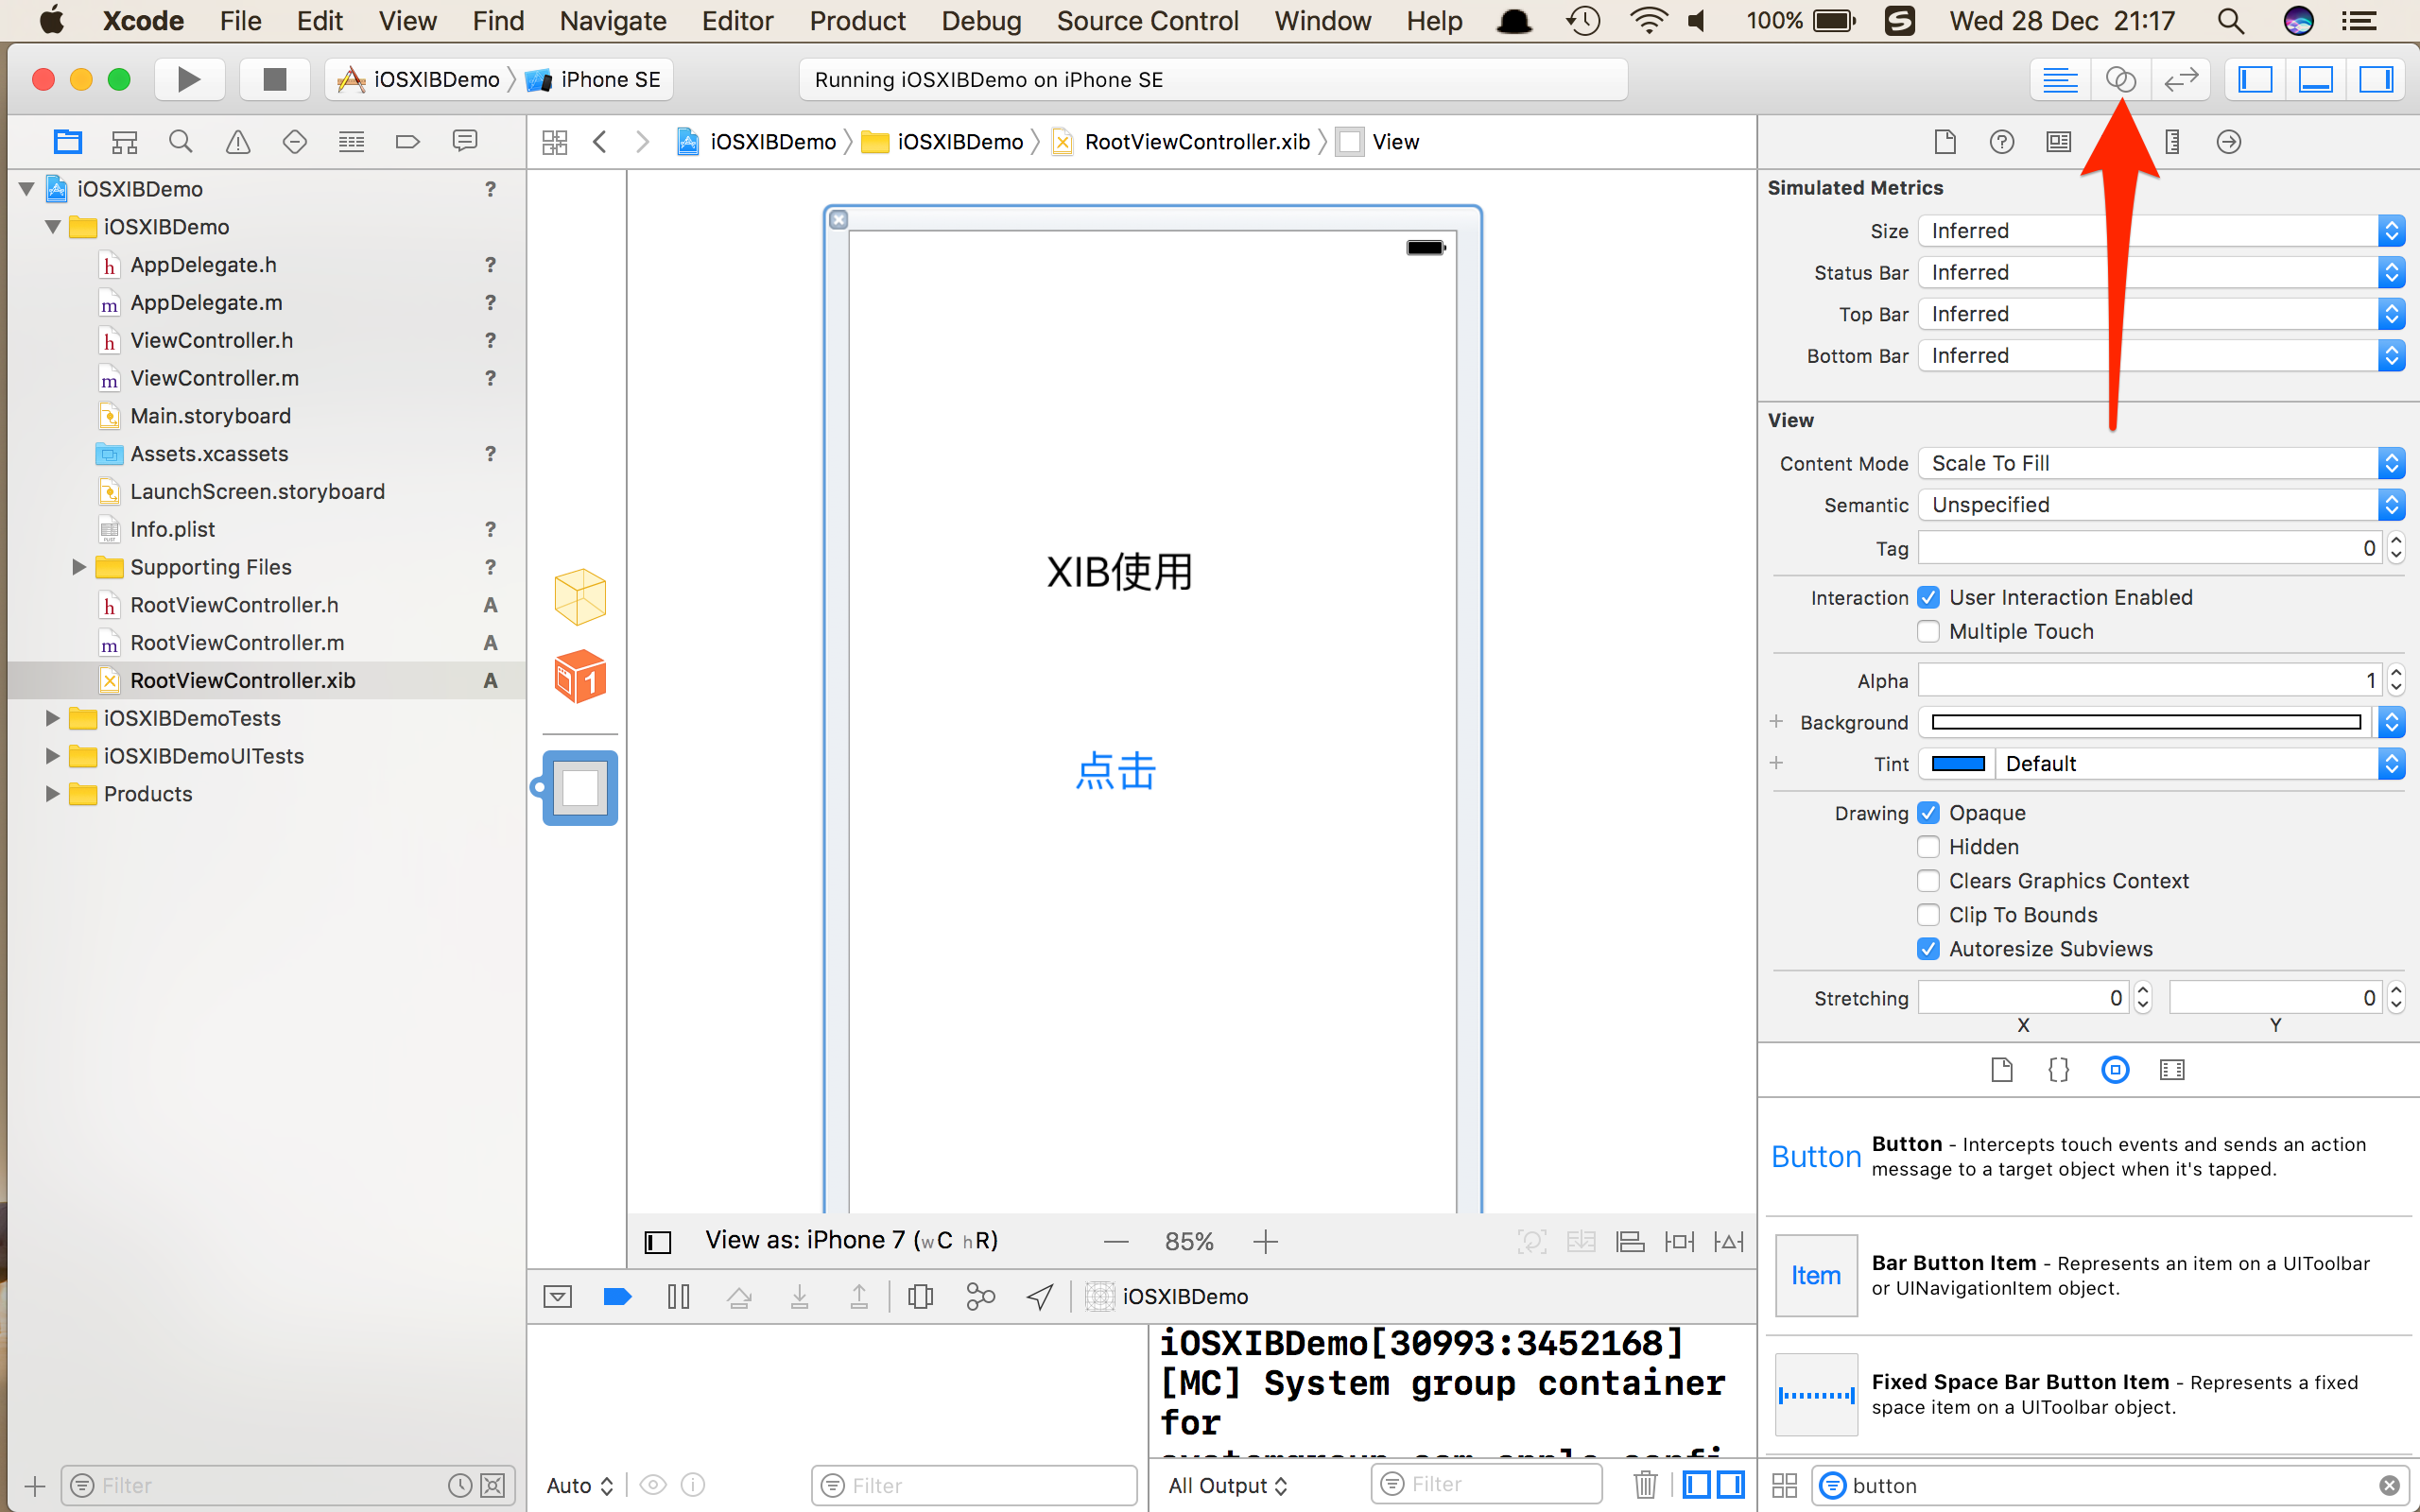 Xcode File Edit View Find Navigate Editor Product Debug Source Control Window Help 100% Wed 28 Dec 21:17
iOSXIBDemo iPhone SE Running iOSXIBDemo on iPhone SE
iOSXIBDemo iOSXIBDemo RootViewController.xib View
iOSXIBDemo ?
iOSXIBDemo
AppDelegate.h ?
AppDelegate.m ?
ViewController.h ?
ViewController.m ?
Main.storyboard
Assets.xcassets ?
LaunchScreen.storyboard
Info.plist ?
Supporting Files ?
RootViewController.h A
RootViewController.m A
RootViewController.xib A
iOSXIBDemoTests
iOSXIBDemoUITests
Products
Filter
XIB使用
点击
View as: iPhone 7 (wC hR) 85%
iOSXIBDemo
iOSXIBDemo[30993:3452168]
[MC] System group container
for
Auto Filter
All Output Filter
Simulated Metrics
Size Inferred
Status Bar Inferred
Top Bar Inferred
Bottom Bar Inferred
View
Content Mode Scale To Fill
Semantic Unspecified
Tag 0
Interaction User Interaction Enabled
Multiple Touch
Alpha 1
Background
Tint Default
Drawing Opaque
Hidden
Clears Graphics Context
Clip To Bounds
Autoresize Subviews
Stretching 0 0
X Y
Button Button - Intercepts touch events and sends an action
message to a target object when it's tapped.
Item Bar Button Item - Represents an item on a UIToolbar
or UINavigationItem object.
Fixed Space Bar Button Item - Represents a fixed
space item on a UIToolbar object.
button